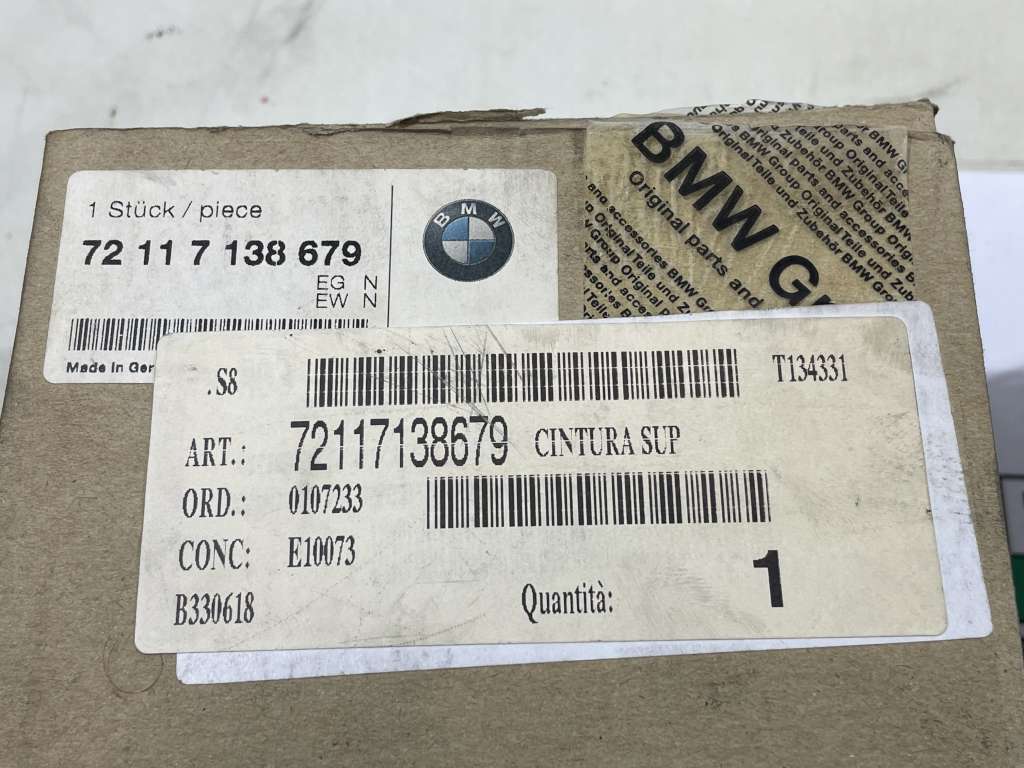 1 Stück / piece
72 11 7 138 679
EG N
EW N
Made in Ger
BMW
BMW G
Original parts and
.S8
T134331
ART.: 72117138679 CINTURA SUP
ORD.: 0107233
CONC: E10073
B330618
Quantità: 1